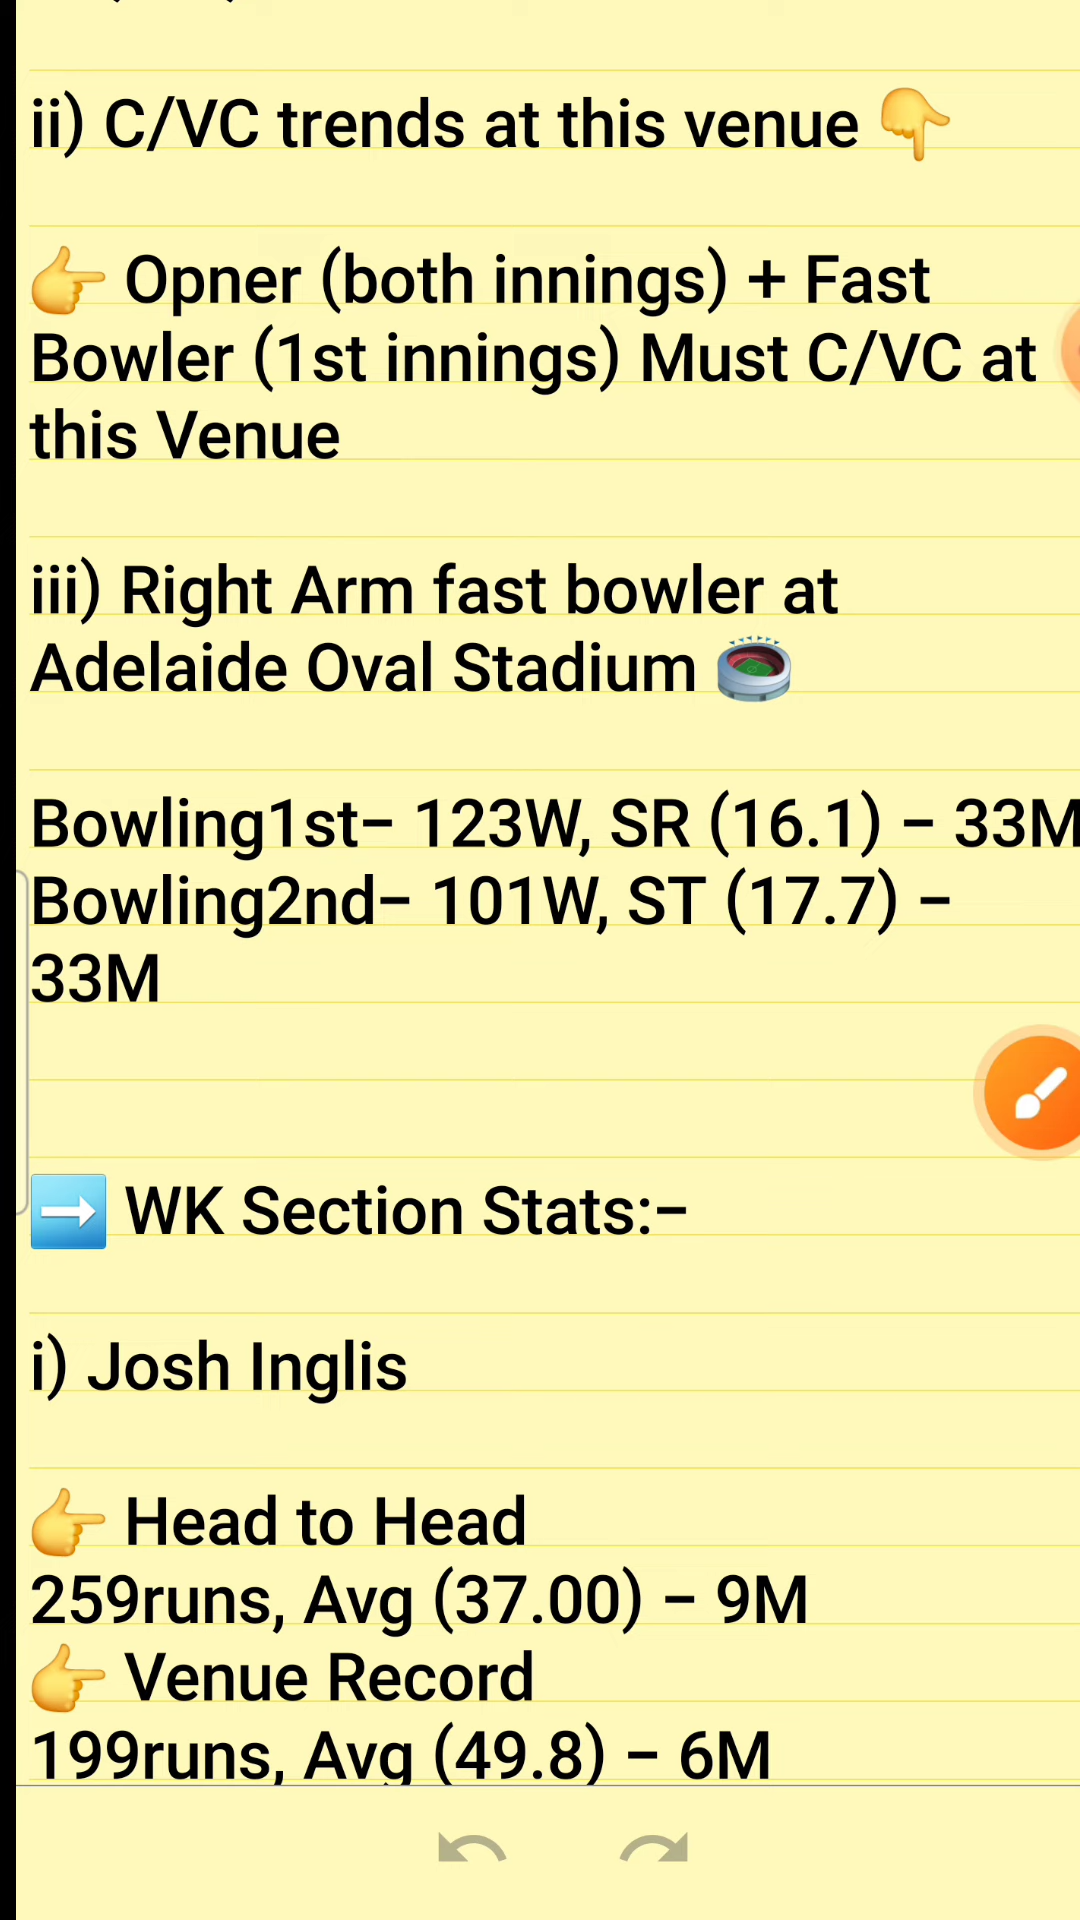 ii) C/VC trends at this venue 👇
👉 Opner (both innings) + Fast
Bowler (1st innings) Must C/VC at
this Venue
iii) Right Arm fast bowler at
Adelaide Oval Stadium 🏟️
Bowling1st– 123W, SR (16.1) – 33M
Bowling2nd– 101W, ST (17.7) –
33M
➡️ WK Section Stats:–
i) Josh Inglis
👉 Head to Head
259runs, Avg (37.00) – 9M
👉 Venue Record
199runs, Avg (49.8) – 6M